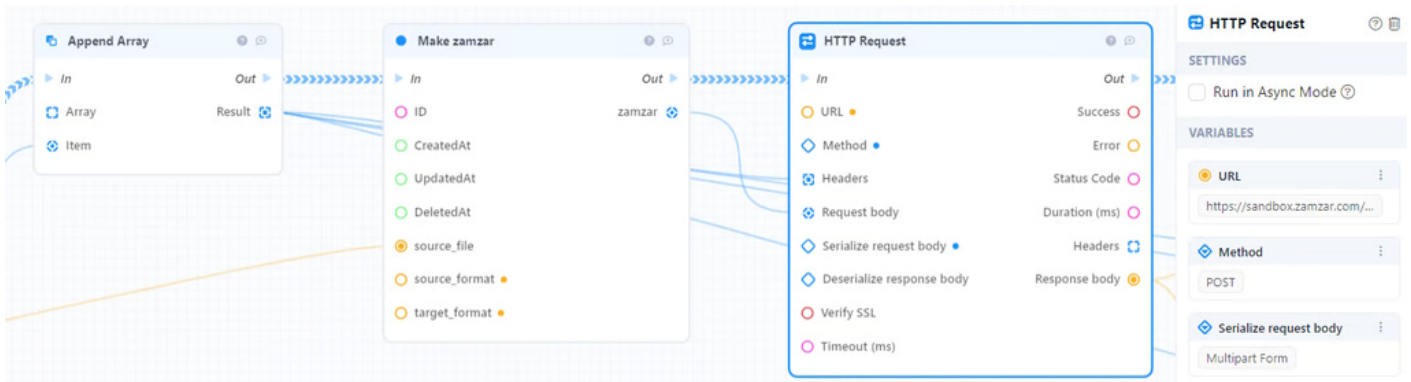 Append Array
In Out
Array Result
Item
Make zamzar
In Out
ID zamzar
CreatedAt
UpdatedAt
DeletedAt
source_file
source_format
target_format
HTTP Request
In Out
URL Success
Method Error
Headers Status Code
Request body Duration (ms)
Serialize request body Headers
Deserialize response body Response body
Verify SSL
Timeout (ms)
HTTP Request
SETTINGS
Run in Async Mode
VARIABLES
URL
https://sandbox.zamzar.com/...
Method
POST
Serialize request body
Multipart Form